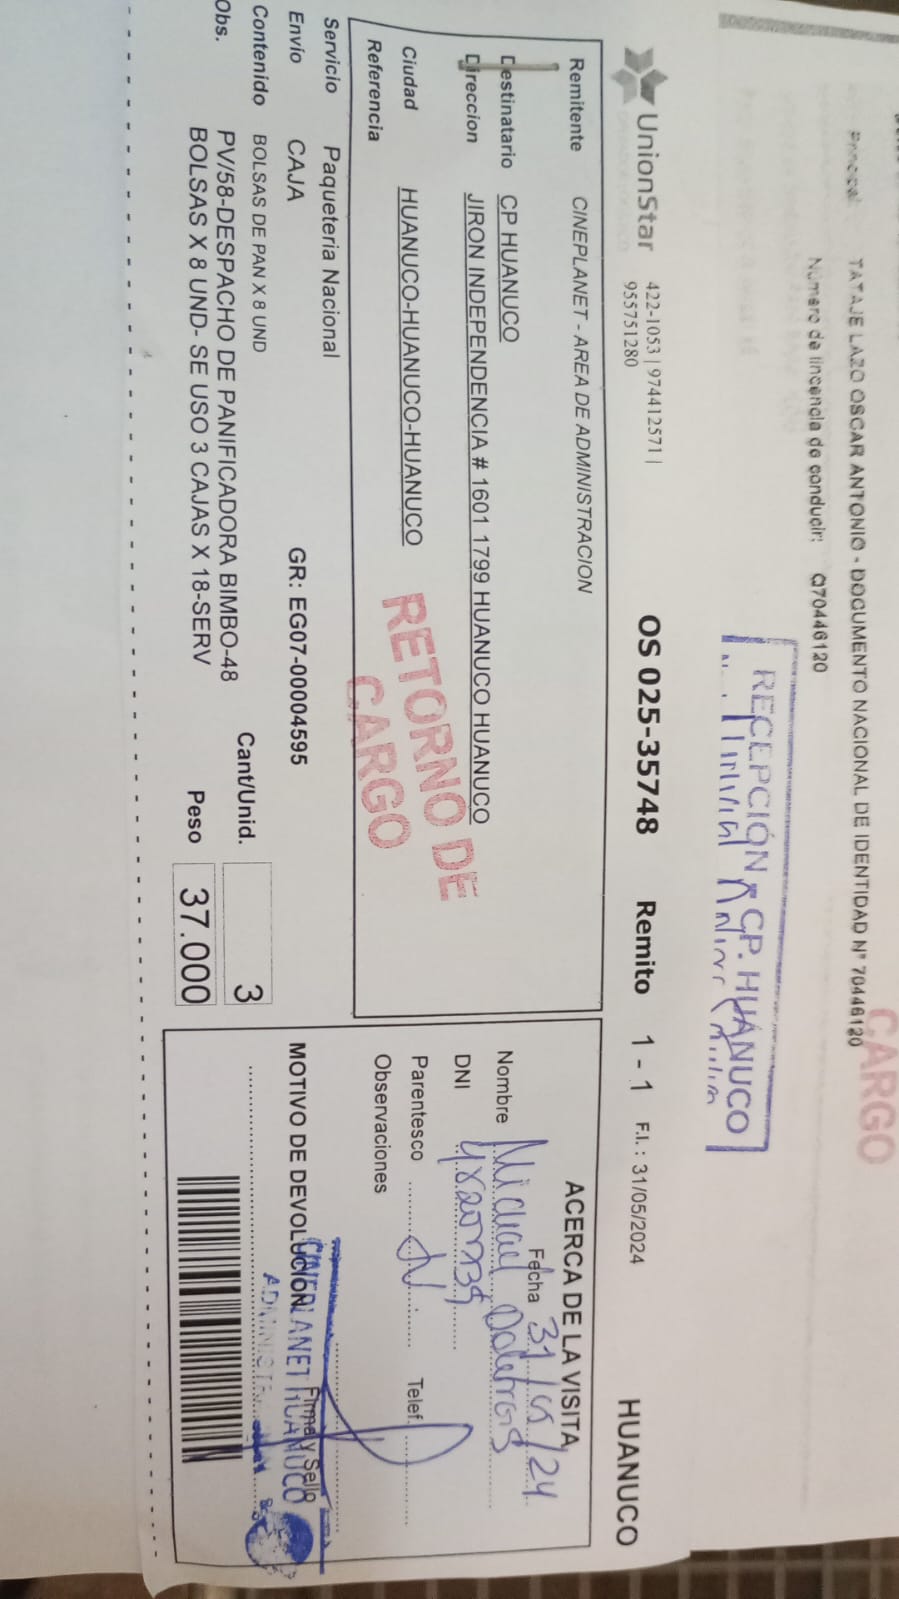 Principal: TATAJE LAZO OSCAR ANTONIO - DOCUMENTO NACIONAL DE IDENTIDAD N° 70446120
Número de lincencia de conducir: Q70446120
CARGO
RECEPCIÓN CP. HUÁNUCO
UnionStar
422-1053 | 974412571 |
955751280
OS 025-35748 Remito 1 - 1 F.I. : 31/05/2024 HUANUCO
Remitente CINEPLANET - AREA DE ADMINISTRACION
Destinatario CP HUANUCO
Direccion JIRON INDEPENDENCIA # 1601 1799 HUANUCO HUANUCO
Ciudad HUANUCO-HUANUCO-HUANUCO
Referencia
RETORNO DE
CARGO
Servicio Paqueteria Nacional
Envio CAJA GR: EG07-00004595
Contenido BOLSAS DE PAN X 8 UND
Cant/Unid. 3
Obs. PV/58-DESPACHO DE PANIFICADORA BIMBO-48
BOLSAS X 8 UND- SE USO 3 CAJAS X 18-SERV
Peso 37.000
ACERCA DE LA VISITA
Fecha 31/05/24
Nombre Michael
DNI
Parentesco Telef.
Observaciones
Firma y Sello
MOTIVO DE DEVOLUCIÓN
CINEPLANET HUANUCO